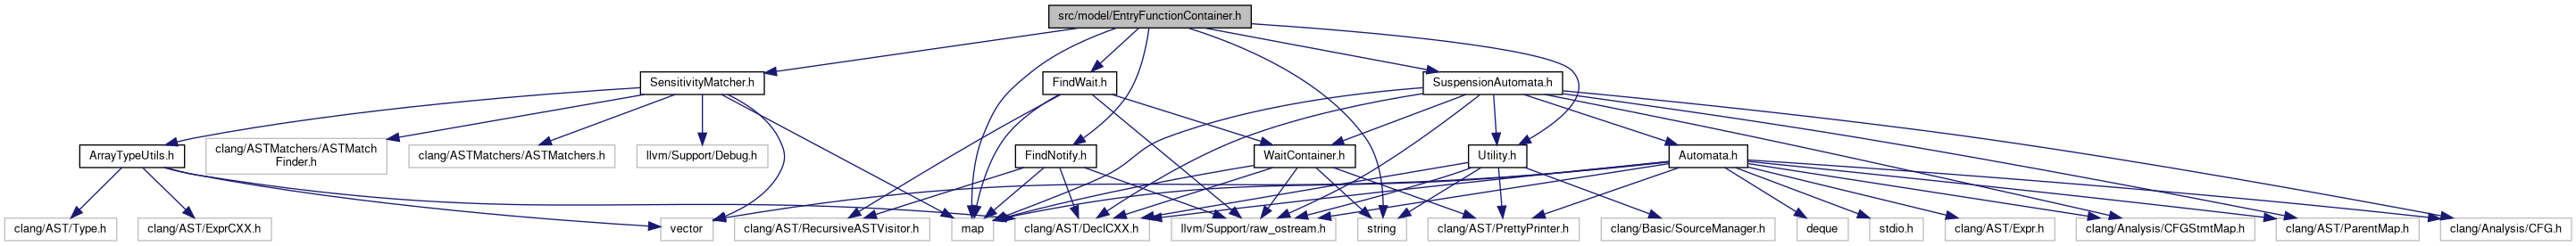 src/model/EntryFunctionContainer.h
SensitivityMatcher.h
FindWait.h
SuspensionAutomata.h
ArrayTypeUtils.h
clang/ASTMatchers/ASTMatch
Finder.h
clang/ASTMatchers/ASTMatchers.h
llvm/Support/Debug.h
FindNotify.h
WaitContainer.h
Utility.h
Automata.h
clang/AST/Type.h
clang/AST/ExprCXX.h
vector
clang/AST/RecursiveASTVisitor.h
map
clang/AST/DeclCXX.h
llvm/Support/raw_ostream.h
string
clang/AST/PrettyPrinter.h
clang/Basic/SourceManager.h
deque
stdio.h
clang/AST/Expr.h
clang/Analysis/CFGStmtMap.h
clang/AST/ParentMap.h
clang/Analysis/CFG.h